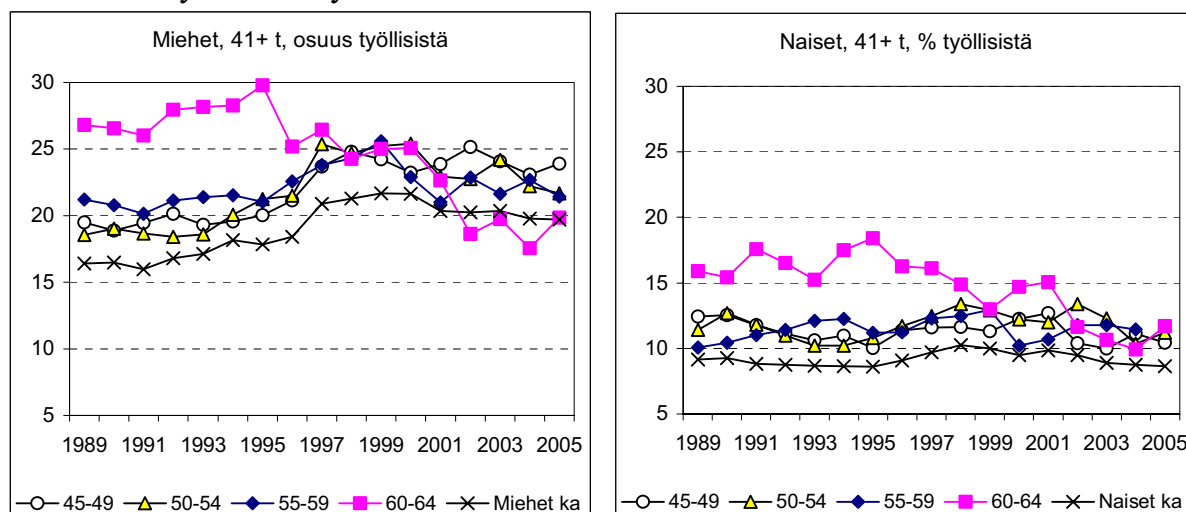 Miehet, 41+ t, osuus työllisistä
30
25
20
15
10
5
1989 1991 1993 1995 1997 1999 2001 2003 2005
45-49 50-54 55-59 60-64 Miehet ka
Naiset, 41+ t, % työllisistä
30
25
20
15
10
5
1989 1991 1993 1995 1997 1999 2001 2003 2005
45-49 50-54 55-59 60-64 Naiset ka